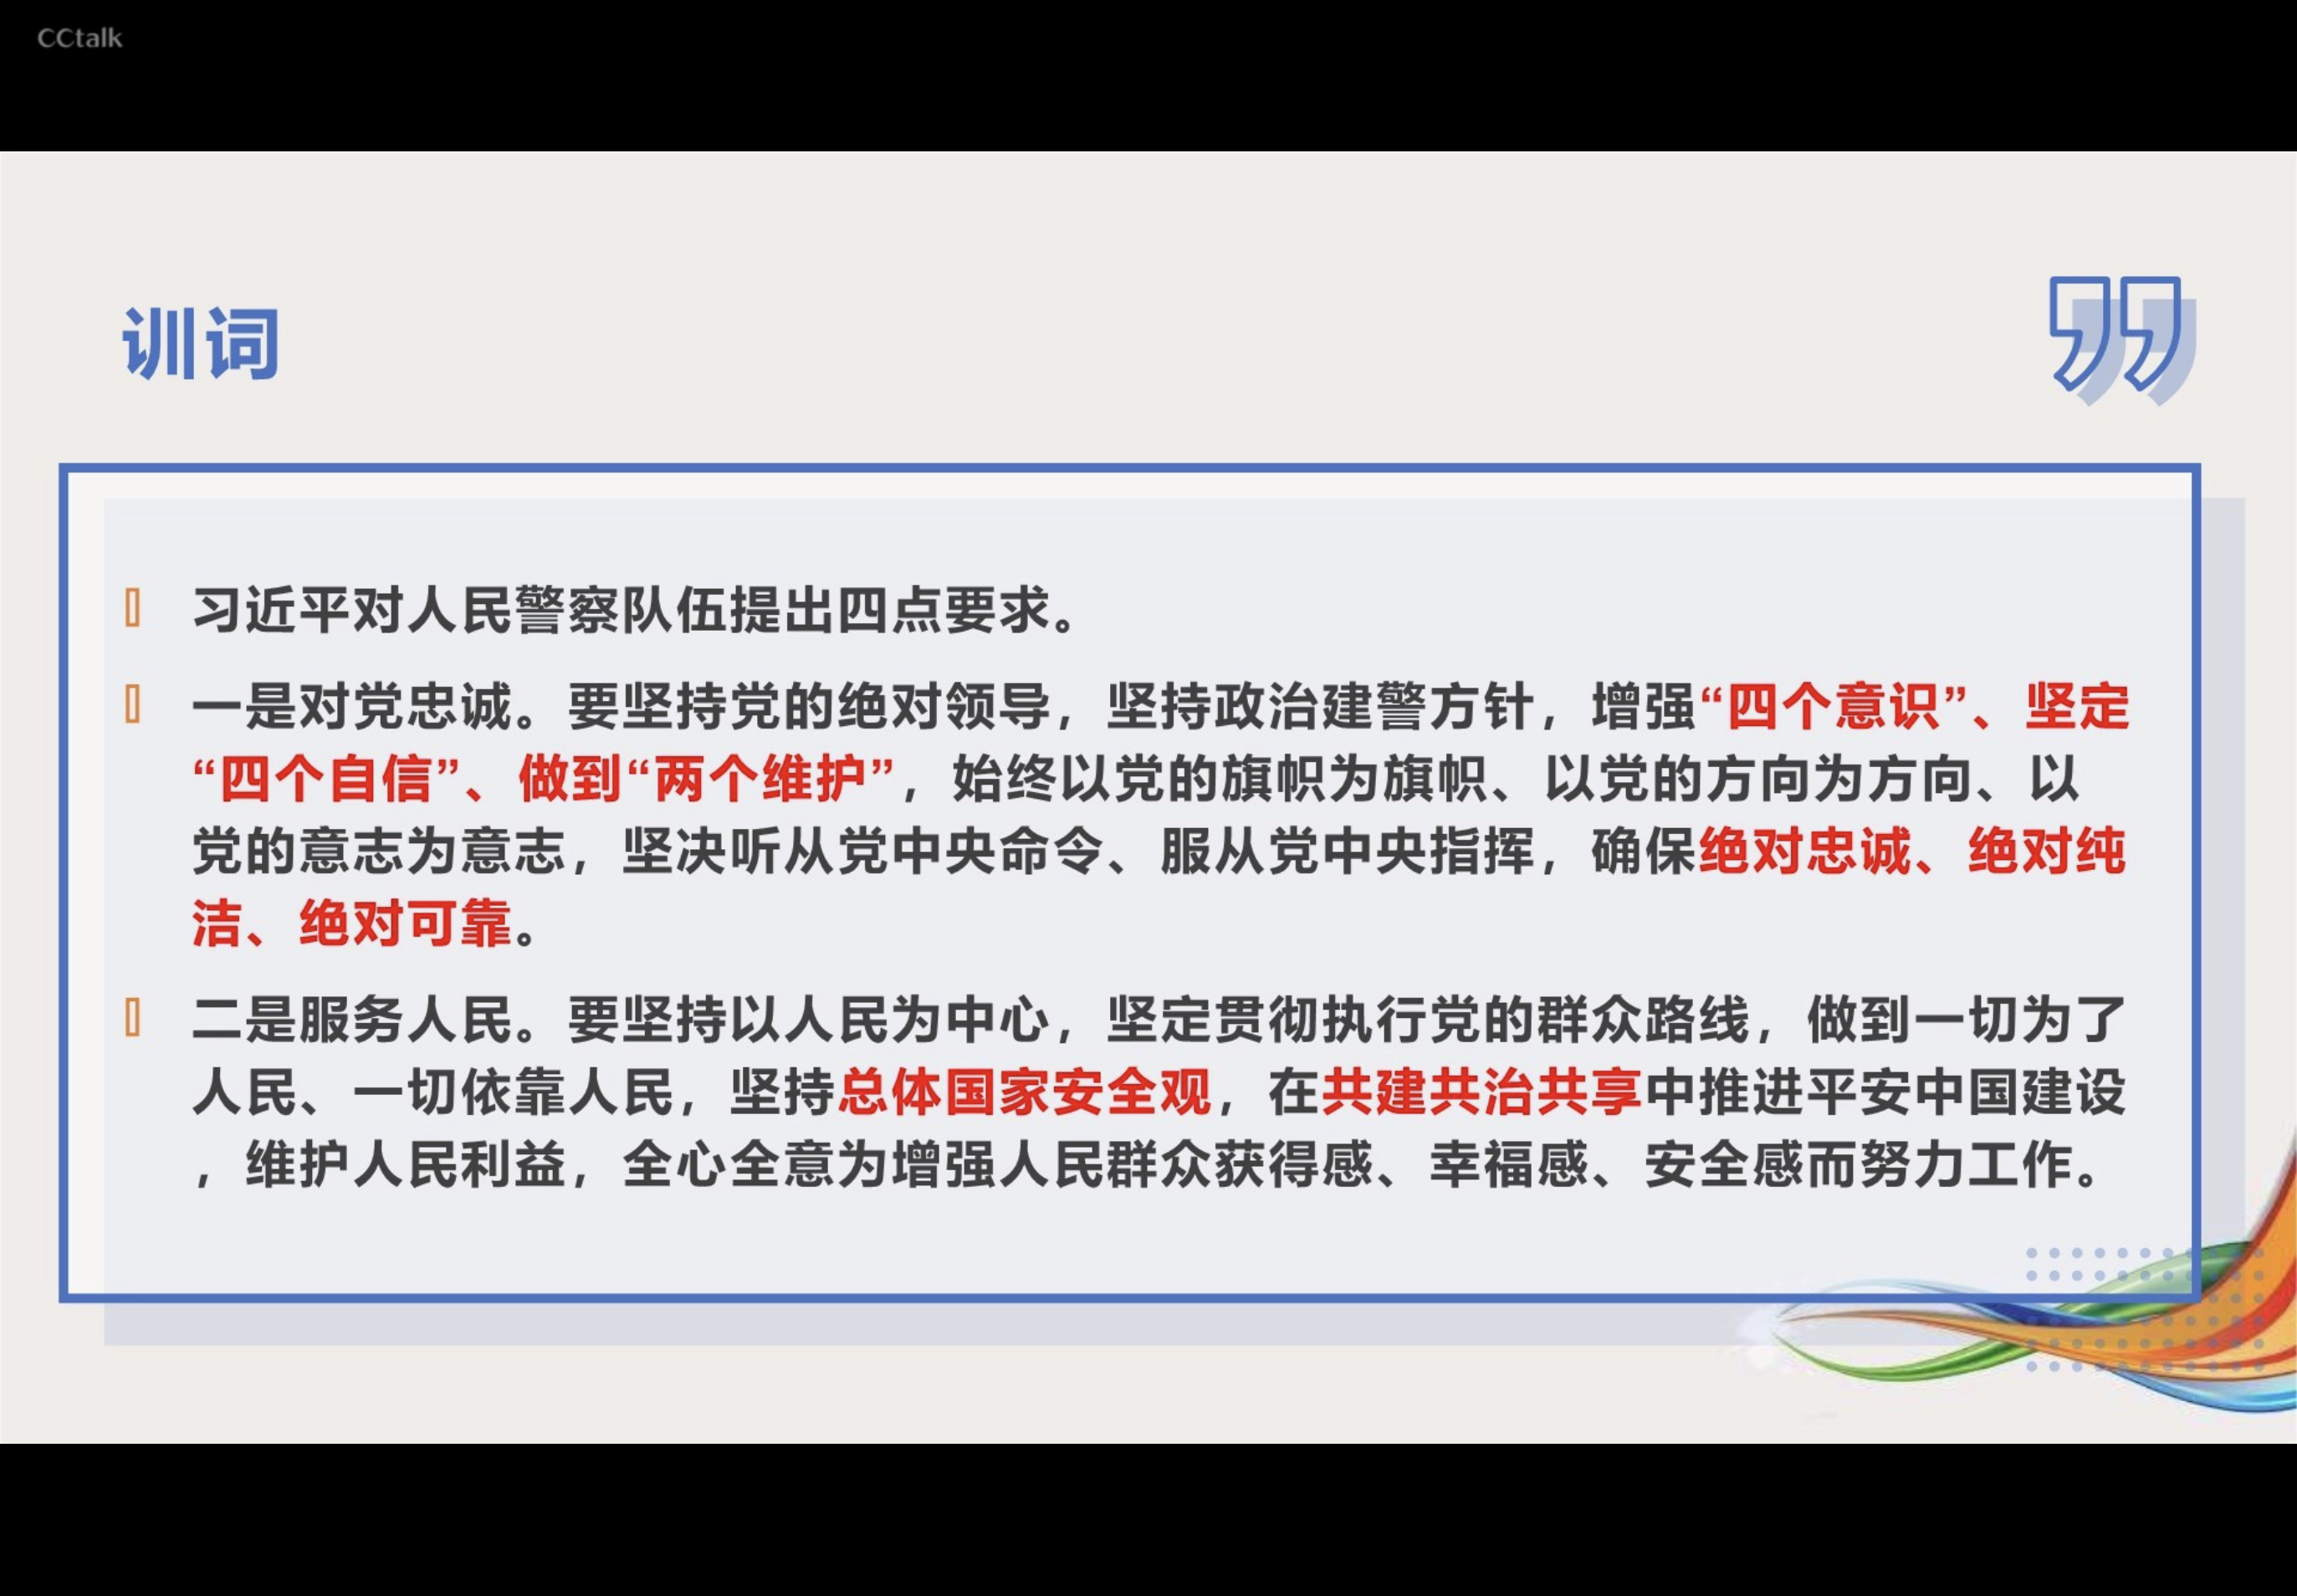 CCtalk
训词
习近平对人民警察队伍提出四点要求。
一是对党忠诚。要坚持党的绝对领导，坚持政治建警方针，增强“四个意识”、坚定
“四个自信”、做到“两个维护”，始终以党的旗帜为旗帜、以党的方向为方向、以
党的意志为意志，坚决听从党中央命令、服从党中央指挥，确保绝对忠诚、绝对纯
洁、绝对可靠。
二是服务人民。要坚持以人民为中心，坚定贯彻执行党的群众路线，做到一切为了
人民、一切依靠人民，坚持总体国家安全观，在共建共治共享中推进平安中国建设
，维护人民利益，全心全意为增强人民群众获得感、幸福感、安全感而努力工作。